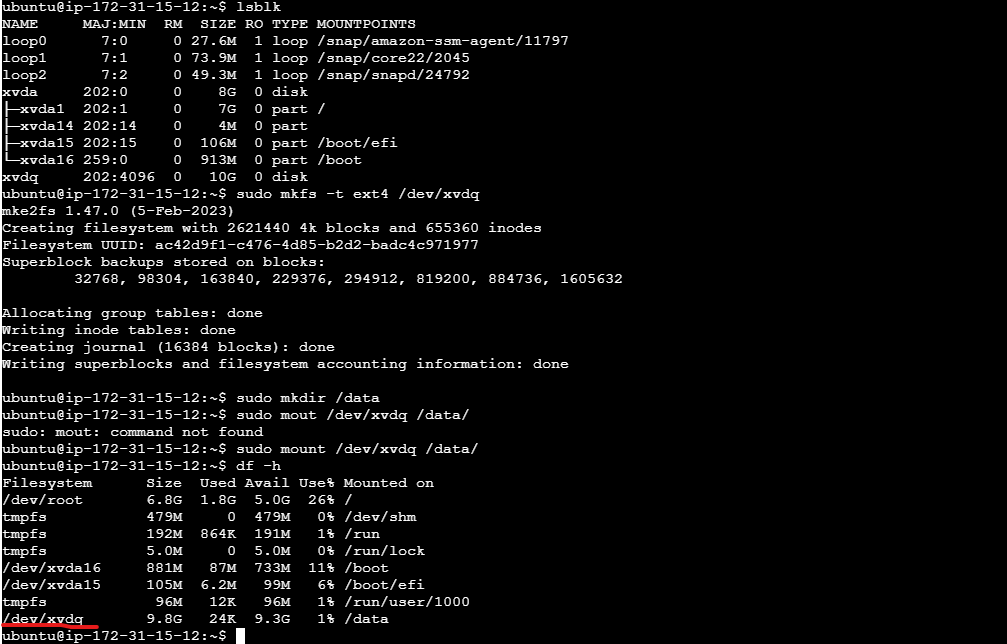 ubuntu@ip-172-31-15-12:~$ lsblk
NAME     MAJ:MIN  RM  SIZE RO TYPE MOUNTPOINTS
loop0      7:0     0 27.6M  1 loop /snap/amazon-ssm-agent/11797
loop1      7:1     0 73.9M  1 loop /snap/core22/2045
loop2      7:2     0 49.3M  1 loop /snap/snapd/24792
xvda     202:0     0    8G  0 disk
├─xvda1  202:1     0    7G  0 part /
├─xvda14 202:14    0    4M  0 part
├─xvda15 202:15    0  106M  0 part /boot/efi
└─xvda16 259:0     0  913M  0 part /boot
xvdq     202:4096  0   10G  0 disk
ubuntu@ip-172-31-15-12:~$ sudo mkfs -t ext4 /dev/xvdq
mke2fs 1.47.0 (5-Feb-2023)
Creating filesystem with 2621440 4k blocks and 655360 inodes
Filesystem UUID: ac42d9f1-c476-4d85-b2d2-badc4c971977
Superblock backups stored on blocks:
        32768, 98304, 163840, 229376, 294912, 819200, 884736, 1605632
Allocating group tables: done
Writing inode tables: done
Creating journal (16384 blocks): done
Writing superblocks and filesystem accounting information: done
ubuntu@ip-172-31-15-12:~$ sudo mkdir /data
ubuntu@ip-172-31-15-12:~$ sudo mout /dev/xvdq /data/
sudo: mout: command not found
ubuntu@ip-172-31-15-12:~$ sudo mount /dev/xvdq /data/
ubuntu@ip-172-31-15-12:~$ df -h
Filesystem      Size  Used Avail Use% Mounted on
/dev/root       6.8G  1.8G  5.0G  26% /
tmpfs           479M     0  479M   0% /dev/shm
tmpfs           192M  864K  191M   1% /run
tmpfs           5.0M     0  5.0M   0% /run/lock
/dev/xvda16     881M   87M  733M  11% /boot
/dev/xvda15     105M  6.2M   99M   6% /boot/efi
tmpfs            96M   12K   96M   1% /run/user/1000
/dev/xvdq       9.8G   24K  9.3G   1% /data
ubuntu@ip-172-31-15-12:~$